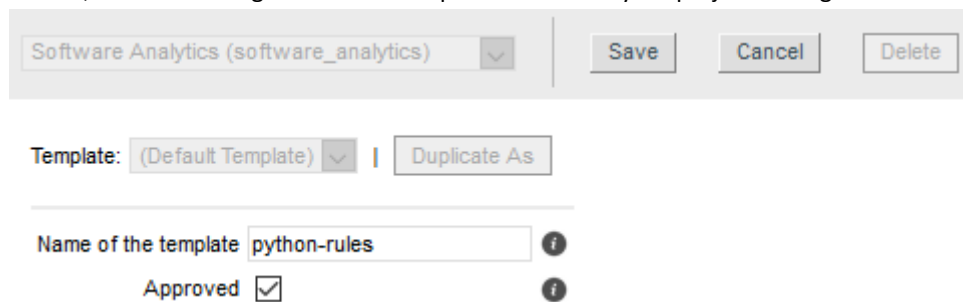 Software Analytics (software_analytics) Save Cancel Delete
Template: (Default Template) | Duplicate As
Name of the template python-rules
Approved